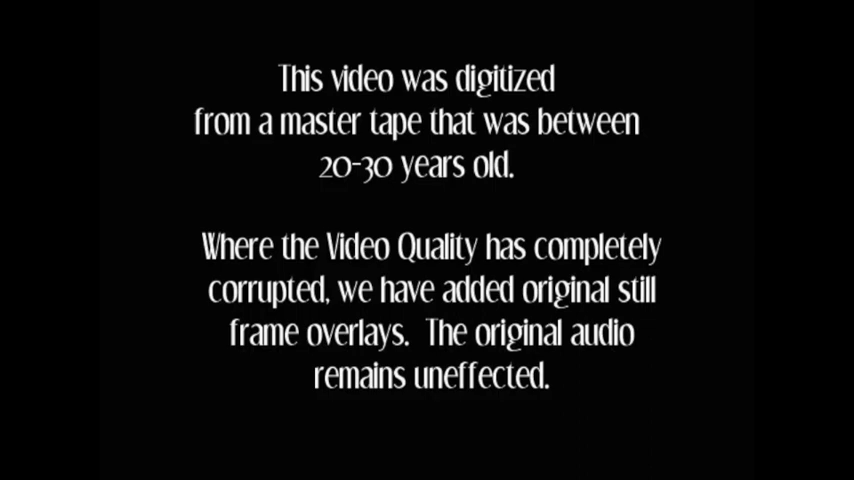 This video was digitized
from a master tape that was between
20-30 years old.
Where the Video Quality has completely
corrupted, we have added original still
frame overlays. The original audio
remains uneffected.